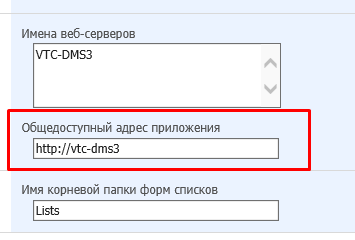 Имена веб-серверов
VTC-DMS3
Общедоступный адрес приложения
http://vtc-dms3
Имя корневой папки форм списков
Lists